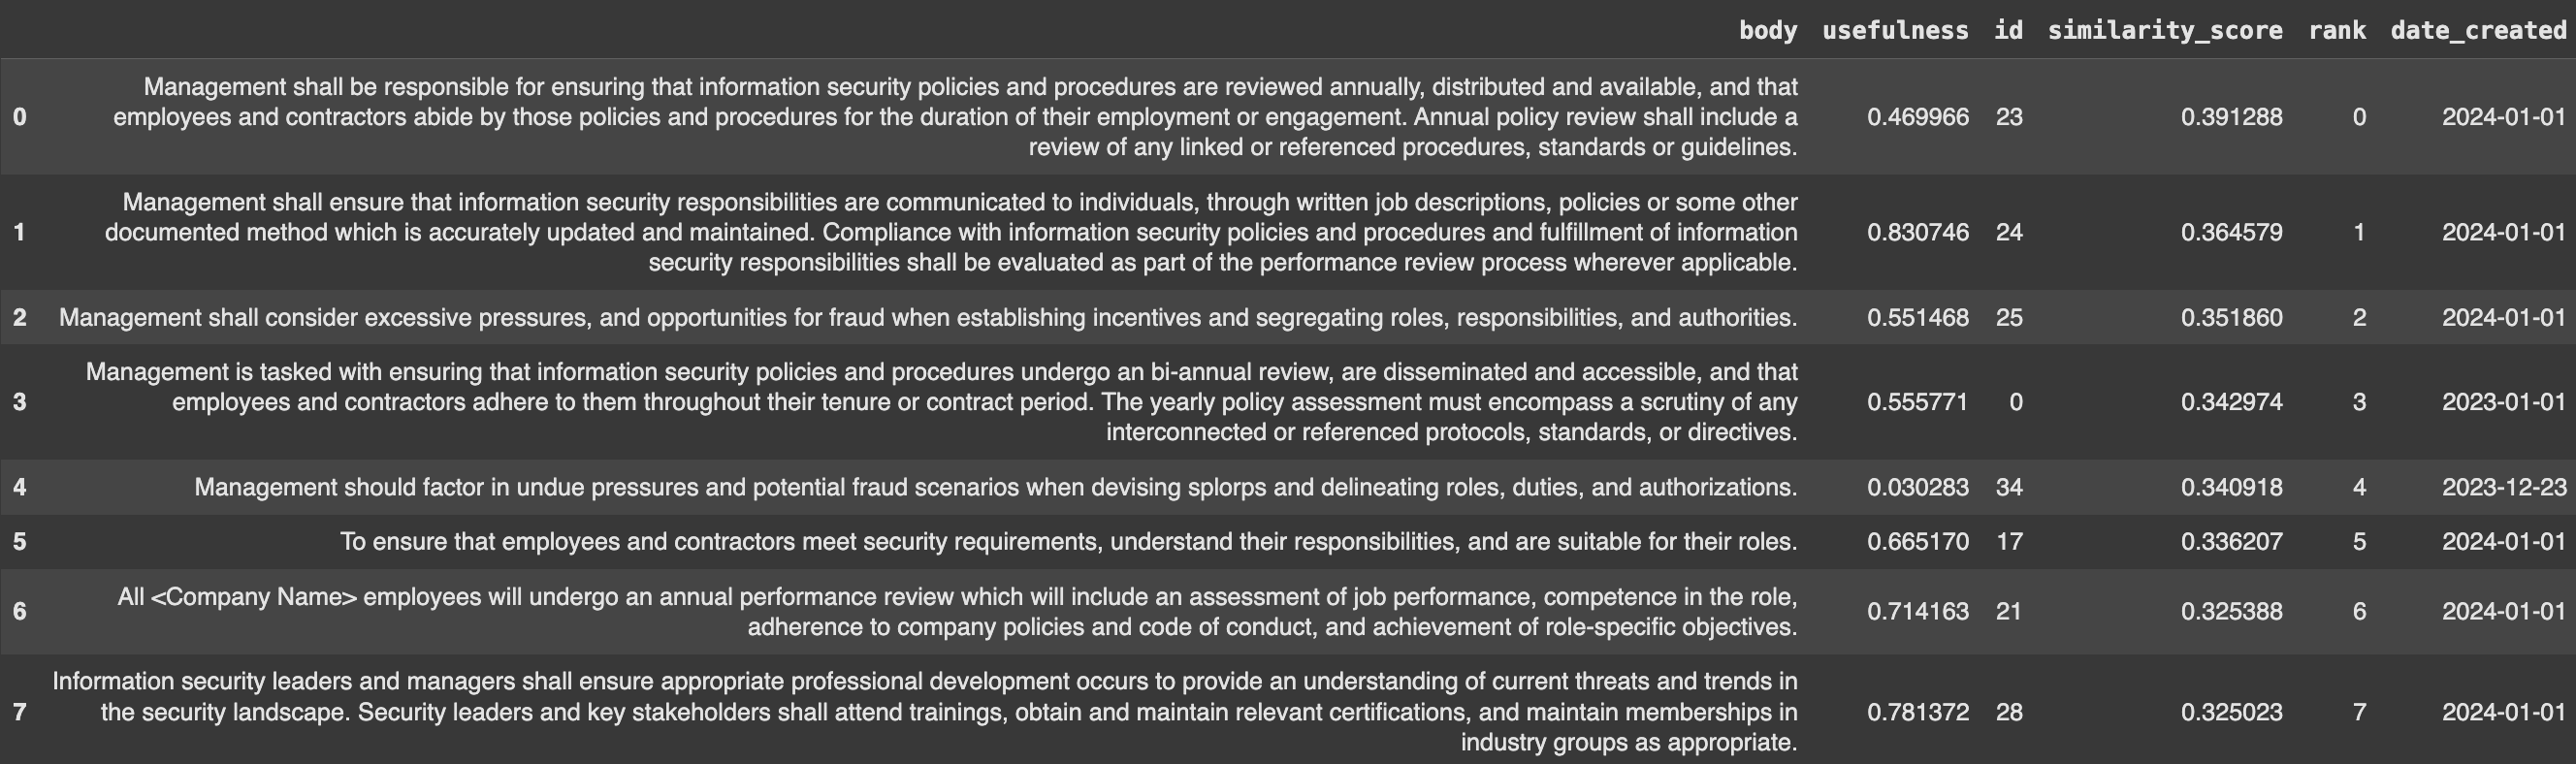 body usefulness id similarity_score rank date_created
Management shall be responsible for ensuring that information security policies and procedures are reviewed annually, distributed and available, and that
0 employees and contractors abide by those policies and procedures for the duration of their employment or engagement. Annual policy review shall include a 0.469966 23 0.391288 0 2024-01-01
review of any linked or referenced procedures, standards or guidelines.
Management shall ensure that information security responsibilities are communicated to individuals, through written job descriptions, policies or some other
1 documented method which is accurately updated and maintained. Compliance with information security policies and procedures and fulfillment of information 0.830746 24 0.364579 1 2024-01-01
security responsibilities shall be evaluated as part of the performance review process wherever applicable.
2 Management shall consider excessive pressures, and opportunities for fraud when establishing incentives and segregating roles, responsibilities, and authorities. 0.551468 25 0.351860 2 2024-01-01
Management is tasked with ensuring that information security policies and procedures undergo an bi-annual review, are disseminated and accessible, and that
3 employees and contractors adhere to them throughout their tenure or contract period. The yearly policy assessment must encompass a scrutiny of any 0.555771 0 0.342974 3 2023-01-01
interconnected or referenced protocols, standards, or directives.
4 Management should factor in undue pressures and potential fraud scenarios when devising splorps and delineating roles, duties, and authorizations. 0.030283 34 0.340918 4 2023-12-23
5 To ensure that employees and contractors meet security requirements, understand their responsibilities, and are suitable for their roles. 0.665170 17 0.336207 5 2024-01-01
All <Company Name> employees will undergo an annual performance review which will include an assessment of job performance, competence in the role,
6 adherence to company policies and code of conduct, and achievement of role-specific objectives. 0.714163 21 0.325388 6 2024-01-01
Information security leaders and managers shall ensure appropriate professional development occurs to provide an understanding of current threats and trends in
7 the security landscape. Security leaders and key stakeholders shall attend trainings, obtain and maintain relevant certifications, and maintain memberships in 0.781372 28 0.325023 7 2024-01-01
industry groups as appropriate.